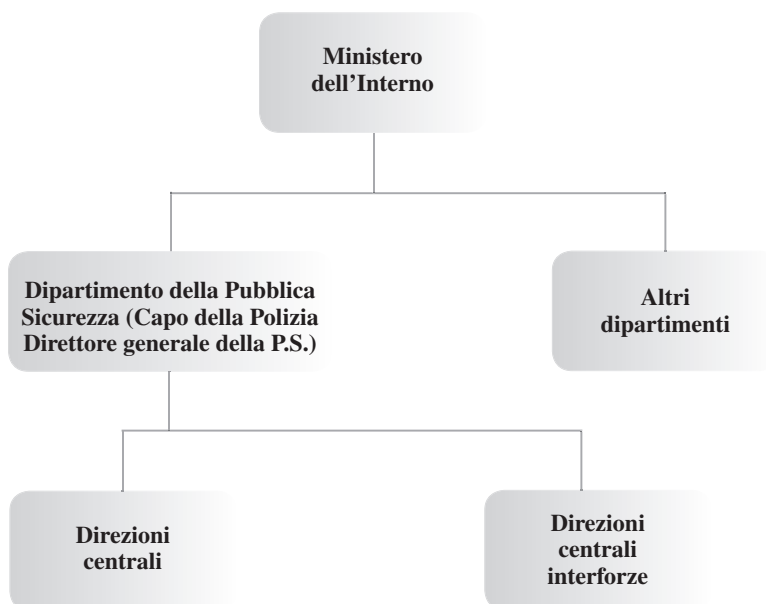 Ministero
dell’Interno
Dipartimento della Pubblica
Sicurezza (Capo della Polizia
Direttore generale della P.S.)
Altri
dipartimenti
Direzioni
centrali
Direzioni
centrali
interforze